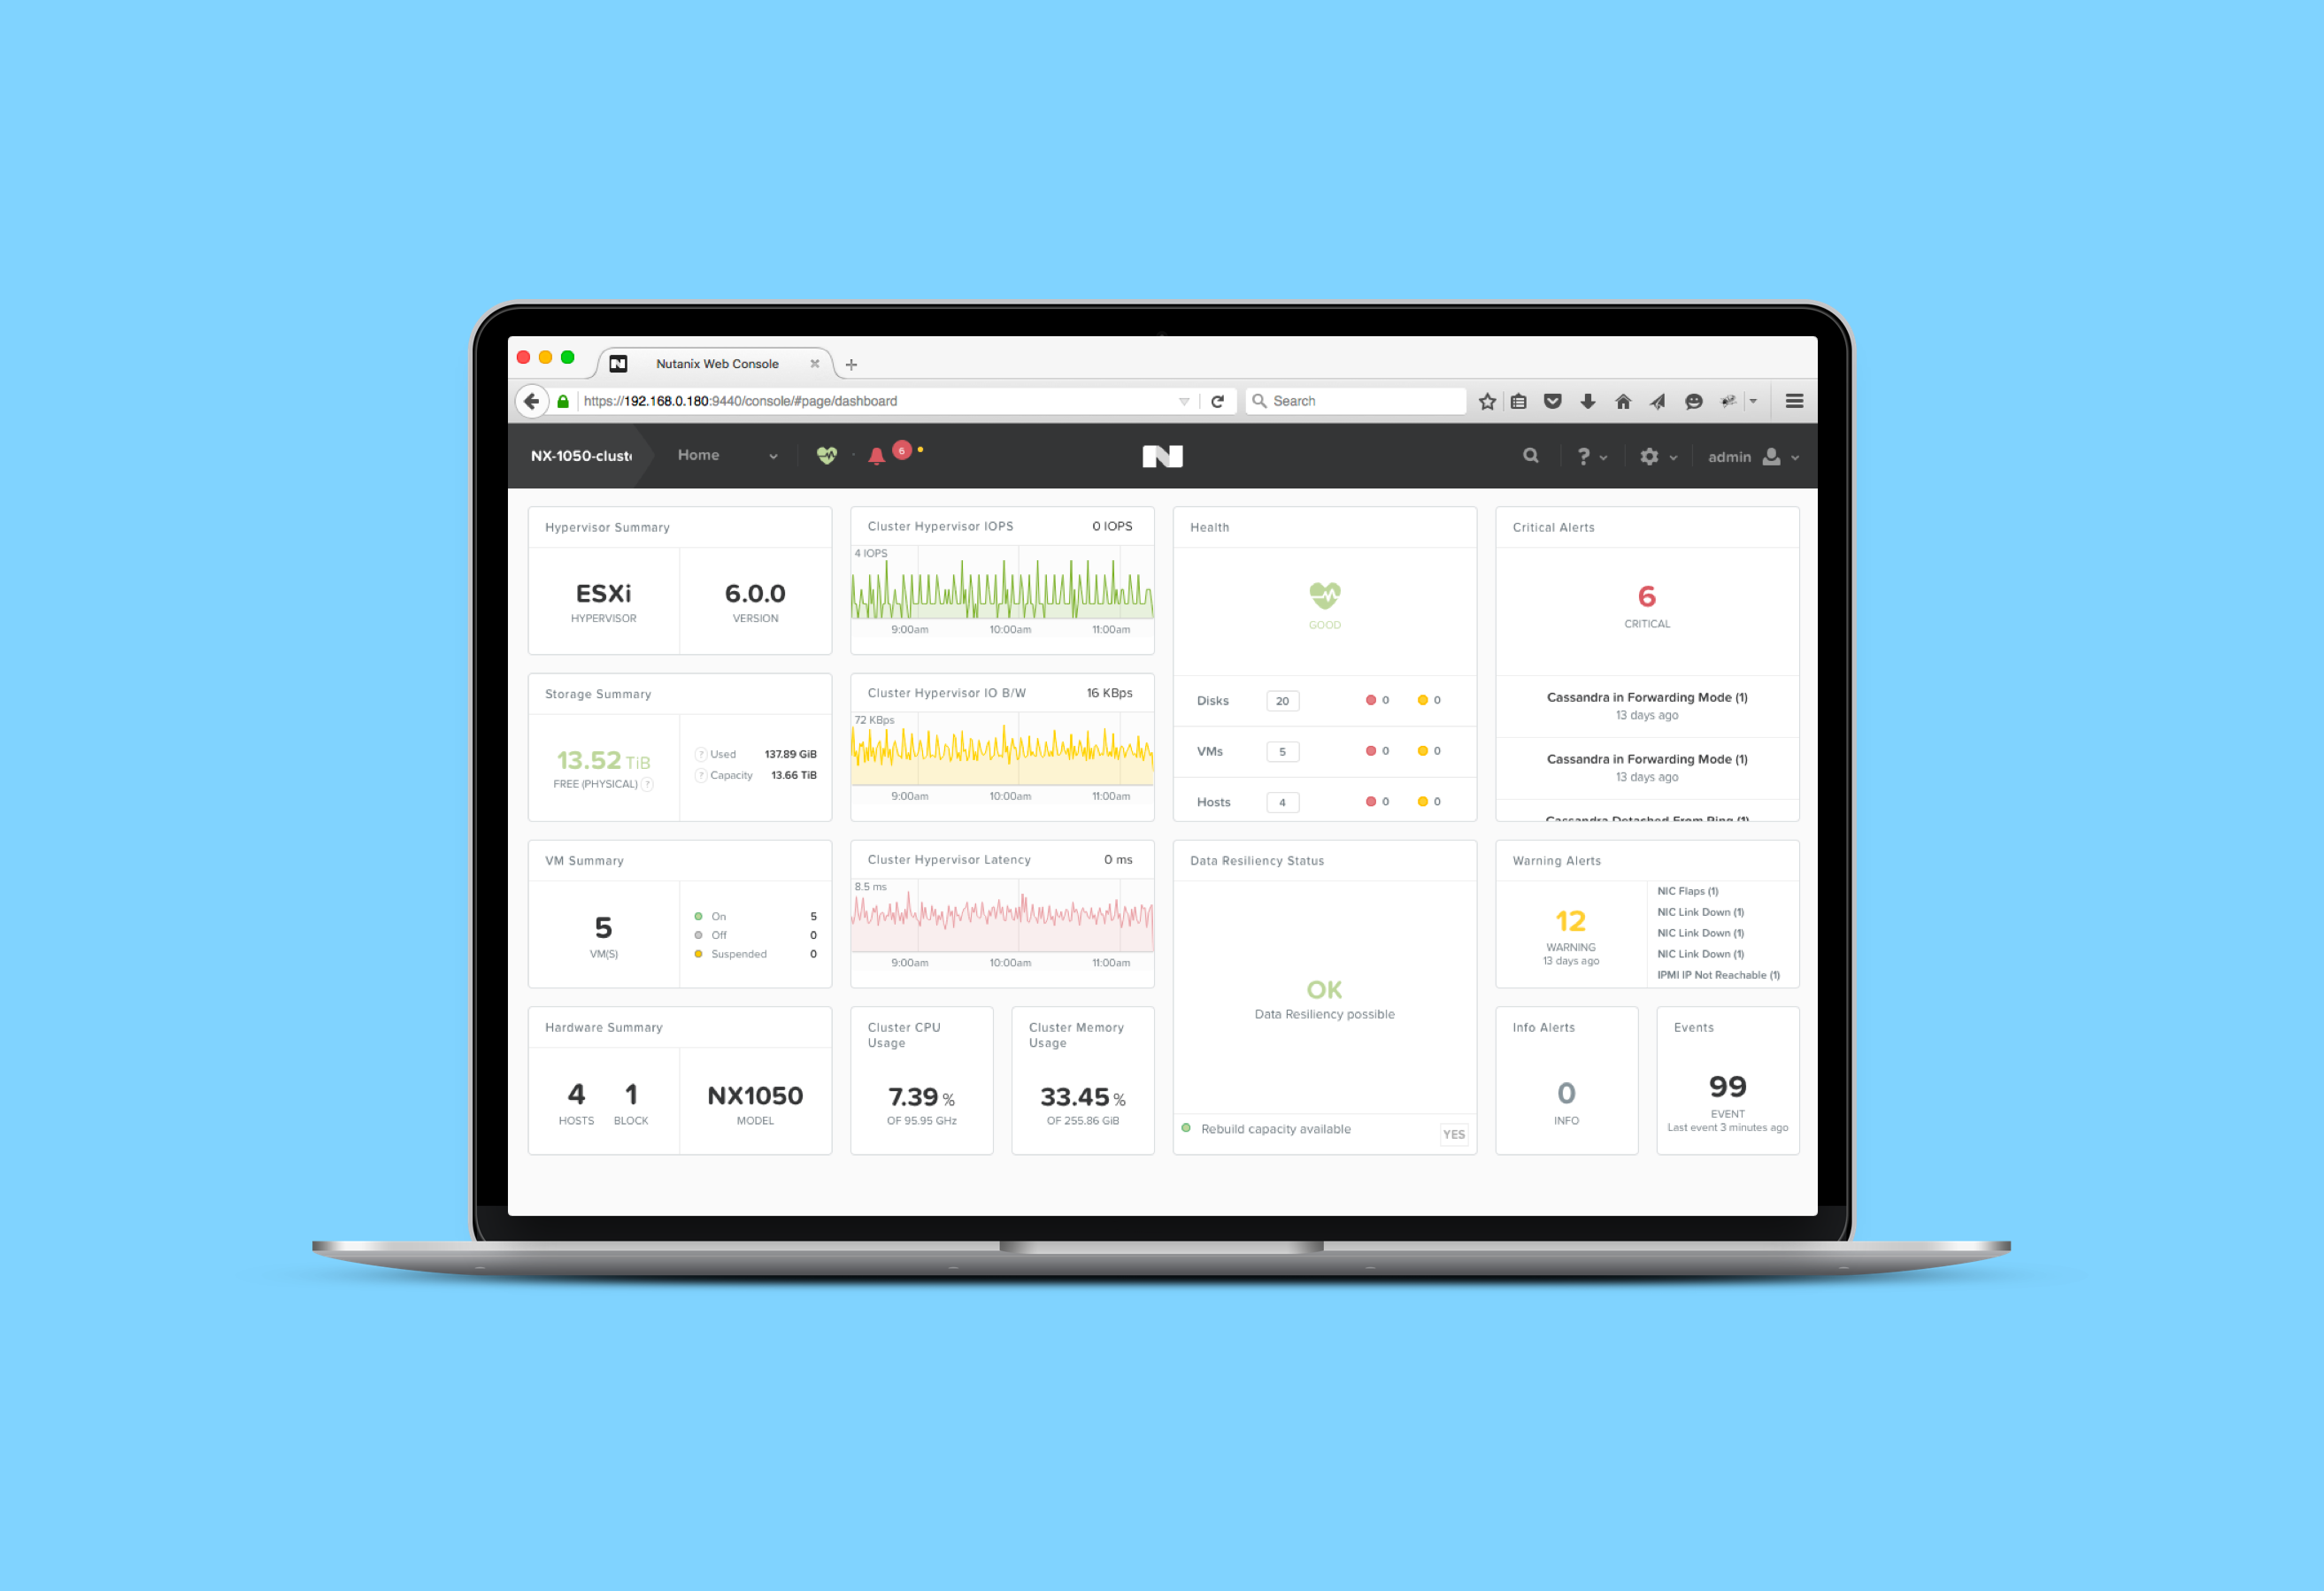 Nutanix Web Console
https://192.168.0.180:9440/console/#page/dashboard
Search
NX-1050-clust
Home
6
admin
Hypervisor Summary
ESXi
HYPERVISOR
6.0.0
VERSION
Cluster Hypervisor IOPS
0 IOPS
4 IOPS
9:00am
10:00am
11:00am
Health
GOOD
Disks
20
0
0
VMs
5
0
0
Hosts
4
0
0
Critical Alerts
6
CRITICAL
Cassandra in Forwarding Mode (1)
13 days ago
Cassandra in Forwarding Mode (1)
13 days ago
Cassandra Detached From Ring (1)
Storage Summary
13.52 TiB
FREE (PHYSICAL) ?
? Used 137.89 GiB
? Capacity 13.66 TiB
Cluster Hypervisor IO B/W
16 KBps
72 KBps
9:00am
10:00am
11:00am
VM Summary
5
VM(S)
On 5
Off 0
Suspended 0
Cluster Hypervisor Latency
0 ms
8.5 ms
9:00am
10:00am
11:00am
Data Resiliency Status
OK
Data Resiliency possible
Rebuild capacity available
YES
Warning Alerts
12
WARNING
13 days ago
NIC Flaps (1)
NIC Link Down (1)
NIC Link Down (1)
NIC Link Down (1)
IPMI IP Not Reachable (1)
Hardware Summary
4
HOSTS
1
BLOCK
NX1050
MODEL
Cluster CPU
Usage
7.39 %
OF 95.95 GHz
Cluster Memory
Usage
33.45 %
OF 255.86 GiB
Info Alerts
0
INFO
Events
99
EVENT
Last event 3 minutes ago